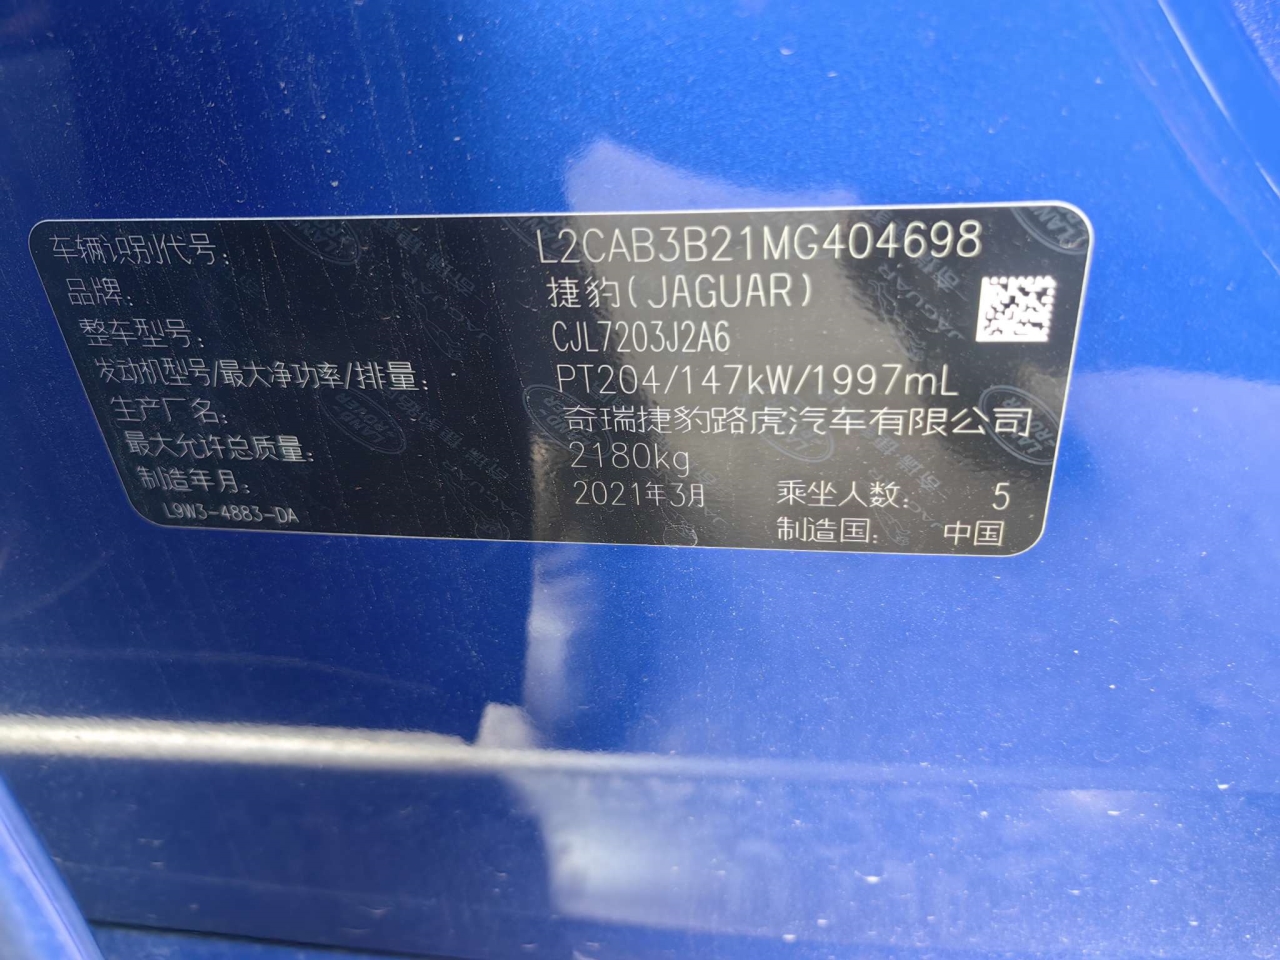 车辆识别代号: L2CAB3B21MG404698
品牌: 捷豹(JAGUAR)
整车型号: CJL7203J2A6
发动机型号/最大净功率/排量: PT204/147kW/1997mL
生产厂名: 奇瑞捷豹路虎汽车有限公司
最大允许总质量: 2180kg
制造年月: 2021年3月 乘坐人数: 5
L9W3-4883-DA 制造国: 中国